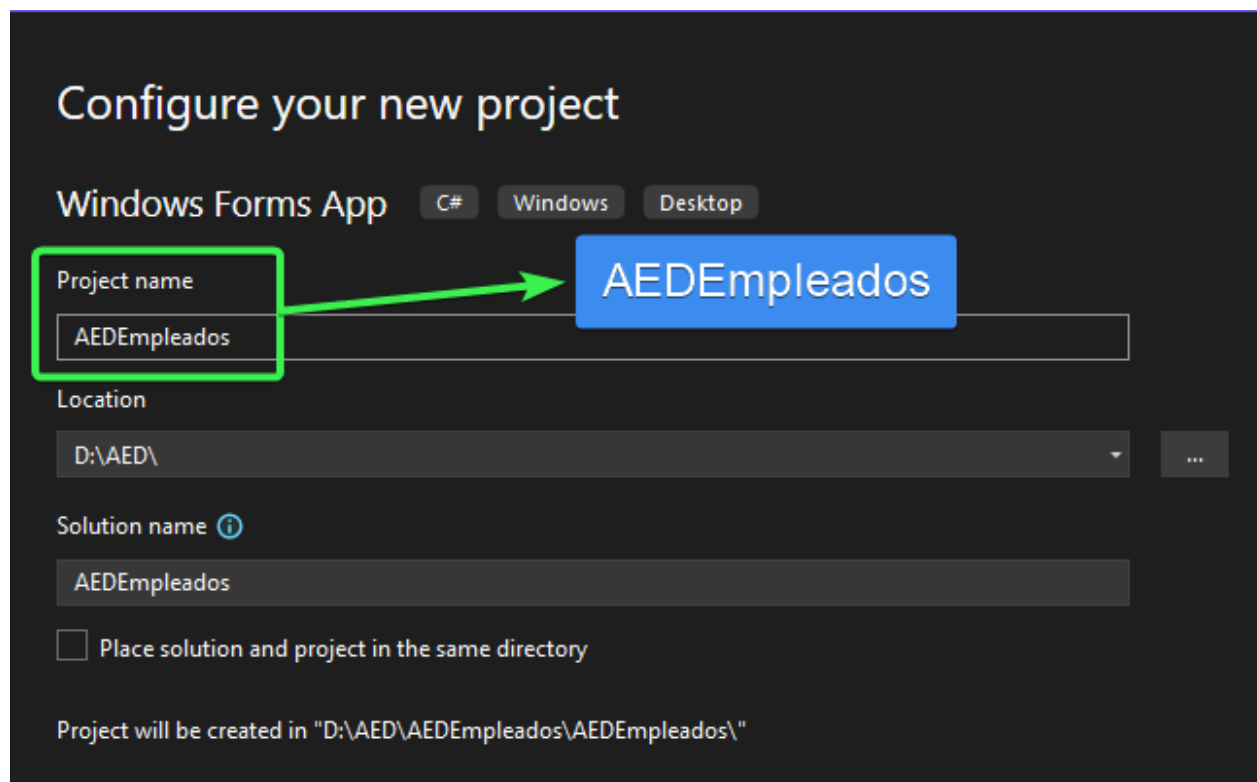 Configure your new project
Windows Forms App C# Windows Desktop
Project name
AEDEmpleados
AEDEmpleados
Location
D:\AED\
...
Solution name
AEDEmpleados
Place solution and project in the same directory
Project will be created in "D:\AED\AEDEmpleados\AEDEmpleados\"